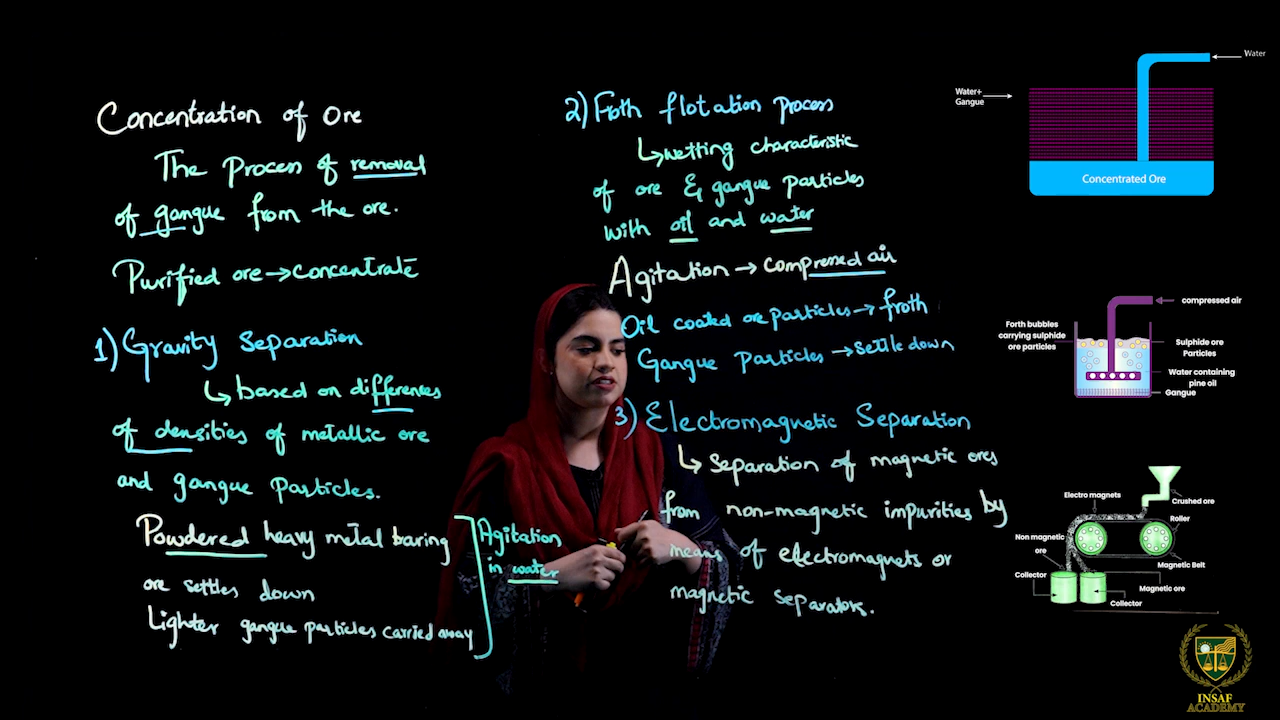 Concentration of Ore
The Process of removal
of gangue from the ore.
Purified ore → concentrate
1) Gravity Separation
↳ based on differences
of densities of metallic ore
and gangue Particles.
Powdered heavy metal baring
ore settles down
Lighter gangue particles carried away
Agitation
in water
2) Froth flotation process
↳ wetting characteristic
of ore & gangue particles
with oil and water
Agitation → compressed air
Oil coated ore particles → froth
Gangue Particles → settle down
3) Electromagnetic Separation
↳ Separation of magnetic ores
from non-magnetic impurities by
means of electromagnets or
magnetic separators.
Water
Water+
Gangue
Concentrated Ore
compressed air
Forth bubbles
carrying sulphide
ore particles
Sulphide ore
Particles
Water containing
pine oil
Gangue
Electro magnets
Crushed ore
Roller
Non magnetic
ore
Magnetic Belt
Collector
Magnetic ore
Collector
INSAF
ACADEMY